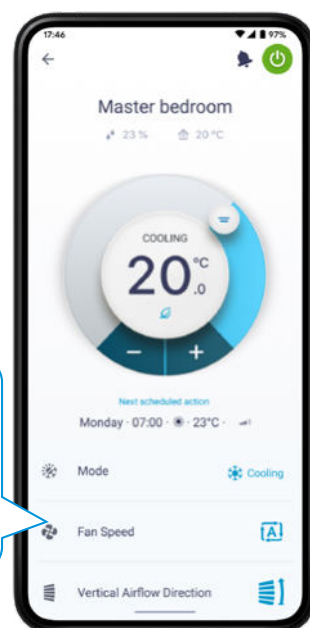 17:46 97%
Master bedroom
23 % 20 °C
COOLING
20 °C .0
− +
Next scheduled action
Monday · 07:00 · 23°C ·
Mode Cooling
Fan Speed A
Vertical Airflow Direction